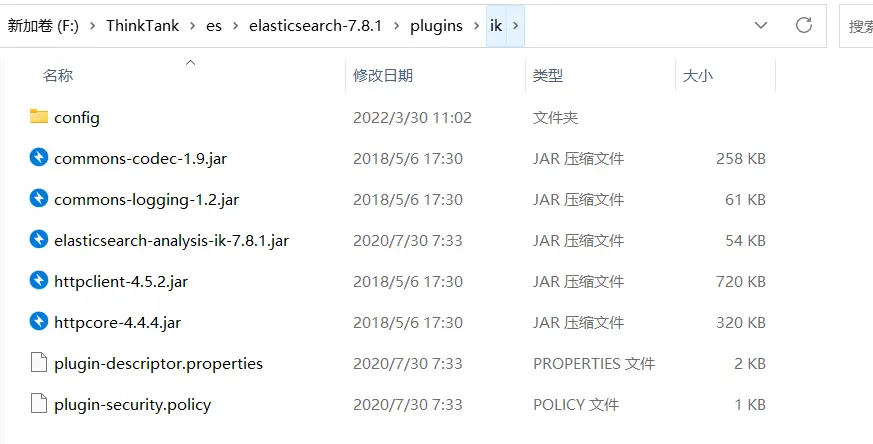 新加卷 (F:) > ThinkTank > es > elasticsearch-7.8.1 > plugins > ik > 搜索
名称 修改日期 类型 大小
config 2022/3/30 11:02 文件夹
commons-codec-1.9.jar 2018/5/6 17:30 JAR 压缩文件 258 KB
commons-logging-1.2.jar 2018/5/6 17:30 JAR 压缩文件 61 KB
elasticsearch-analysis-ik-7.8.1.jar 2020/7/30 7:33 JAR 压缩文件 54 KB
httpclient-4.5.2.jar 2018/5/6 17:30 JAR 压缩文件 720 KB
httpcore-4.4.4.jar 2018/5/6 17:30 JAR 压缩文件 320 KB
plugin-descriptor.properties 2020/7/30 7:33 PROPERTIES 文件 2 KB
plugin-security.policy 2020/7/30 7:33 POLICY 文件 1 KB